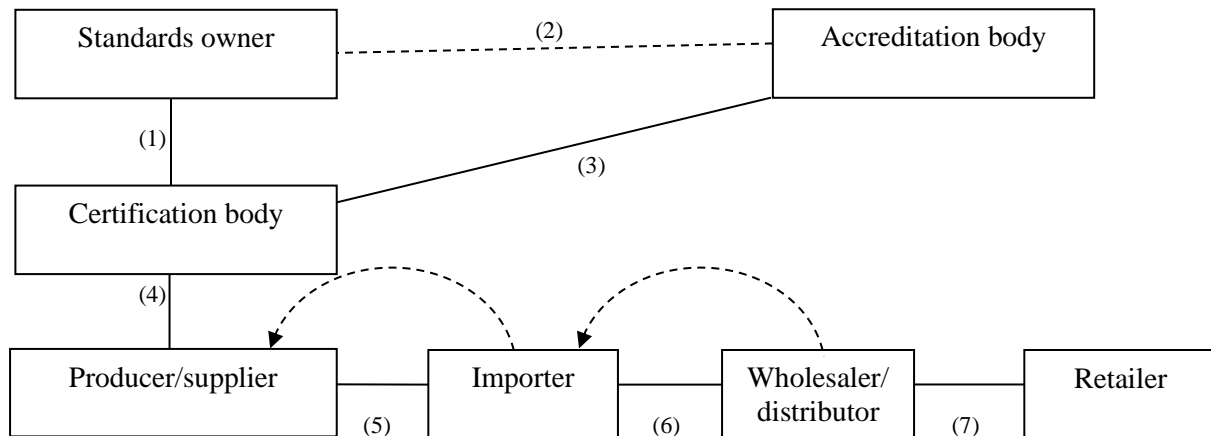 Standards owner
(2)
Accreditation body
(1)
(3)
Certification body
(4)
Producer/supplier
Importer
Wholesaler/
distributor
Retailer
(5)
(6)
(7)